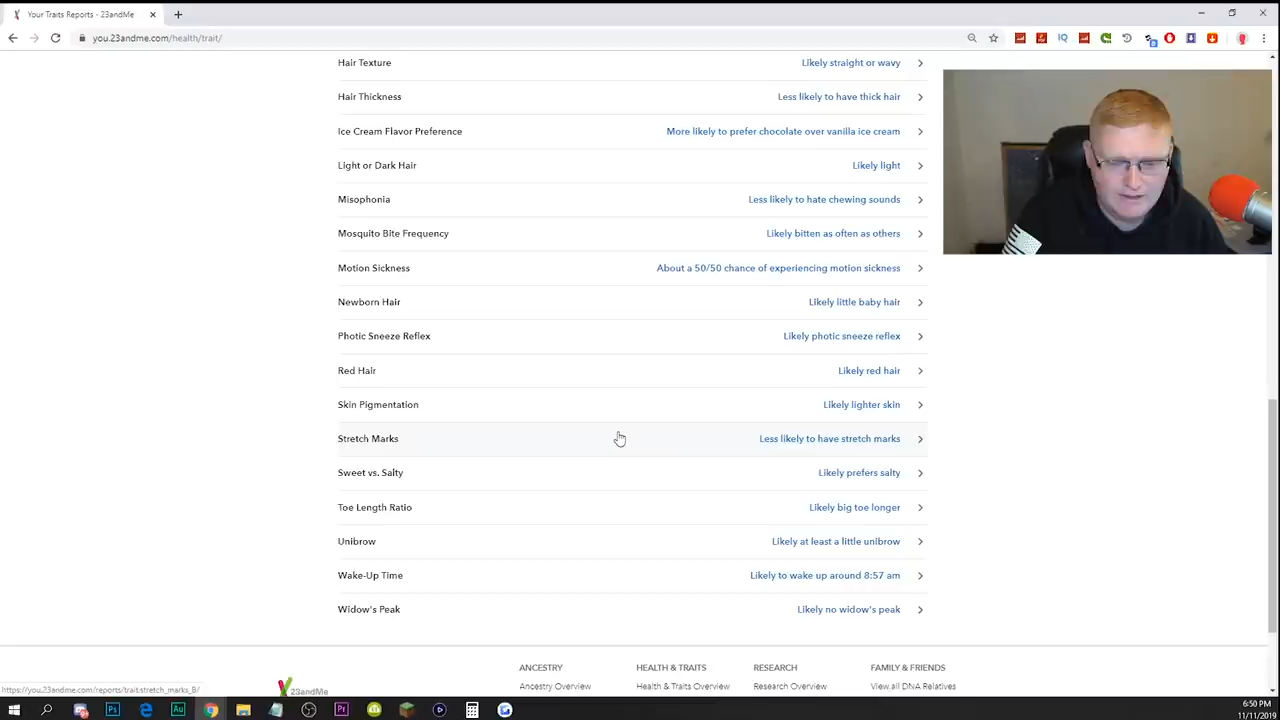 Your Traits Reports - 23andMe
you.23andme.com/health/trait/
Hair Texture Likely straight or wavy
Hair Thickness Less likely to have thick hair
Ice Cream Flavor Preference More likely to prefer chocolate over vanilla ice cream
Light or Dark Hair Likely light
Misophonia Less likely to hate chewing sounds
Mosquito Bite Frequency Likely bitten as often as others
Motion Sickness About a 50/50 chance of experiencing motion sickness
Newborn Hair Likely little baby hair
Photic Sneeze Reflex Likely photic sneeze reflex
Red Hair Likely red hair
Skin Pigmentation Likely lighter skin
Stretch Marks Less likely to have stretch marks
Sweet vs. Salty Likely prefers salty
Toe Length Ratio Likely big toe longer
Unibrow Likely at least a little unibrow
Wake-Up Time Likely to wake up around 8:57 am
Widow's Peak Likely no widow's peak
ANCESTRY HEALTH & TRAITS RESEARCH FAMILY & FRIENDS
23andMe Ancestry Overview Health & Traits Overview Research Overview View all DNA Relatives
https://you.23andme.com/reports/trait.stretch_marks_B/
6:50 PM
11/11/2019